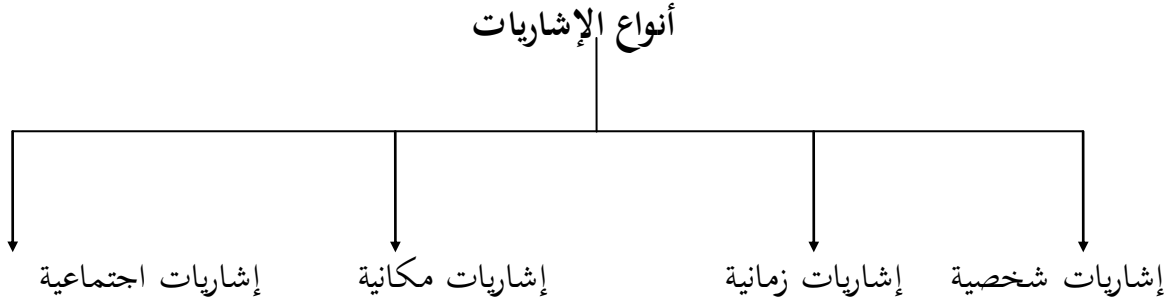 أنواع الإشاريات
إشاريات شخصية إشاريات زمانية إشاريات مكانية إشاريات اجتماعية